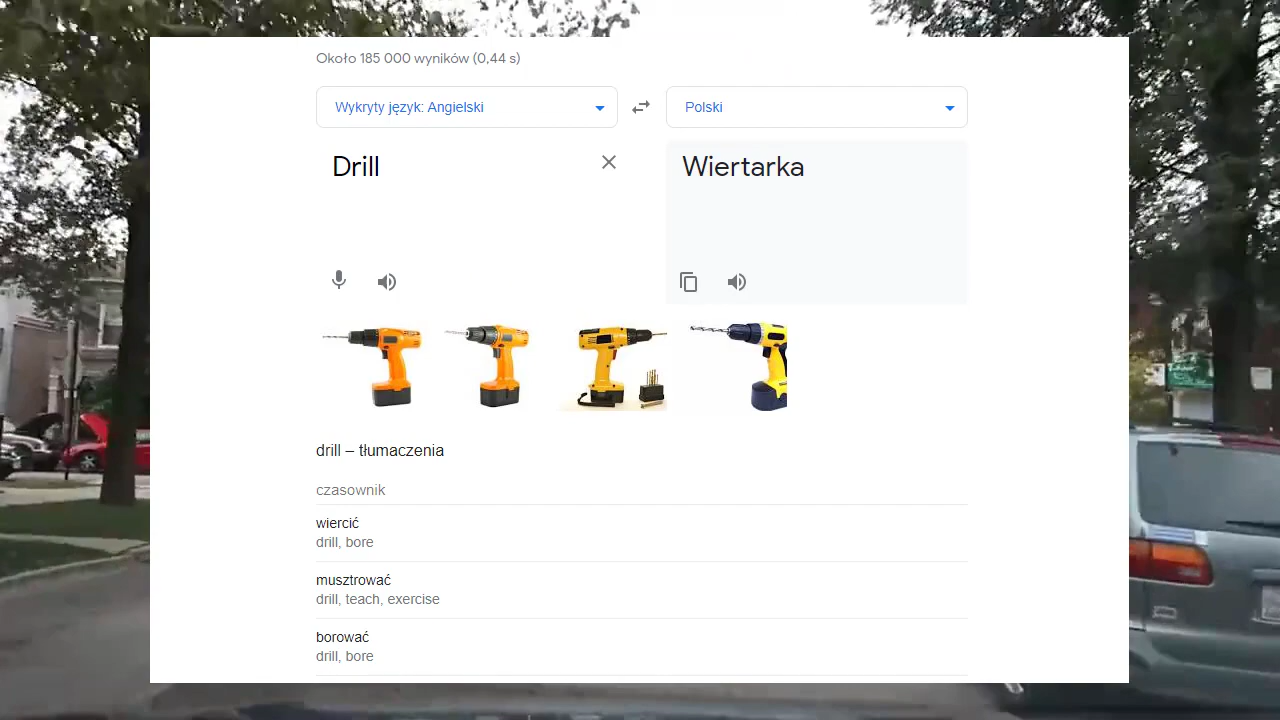 Około 185 000 wyników (0,44 s)
Wykryty język: Angielski
Polski
Drill
Wiertarka
drill – tłumaczenia
czasownik
wiercić
drill, bore
musztrować
drill, teach, exercise
borować
drill, bore